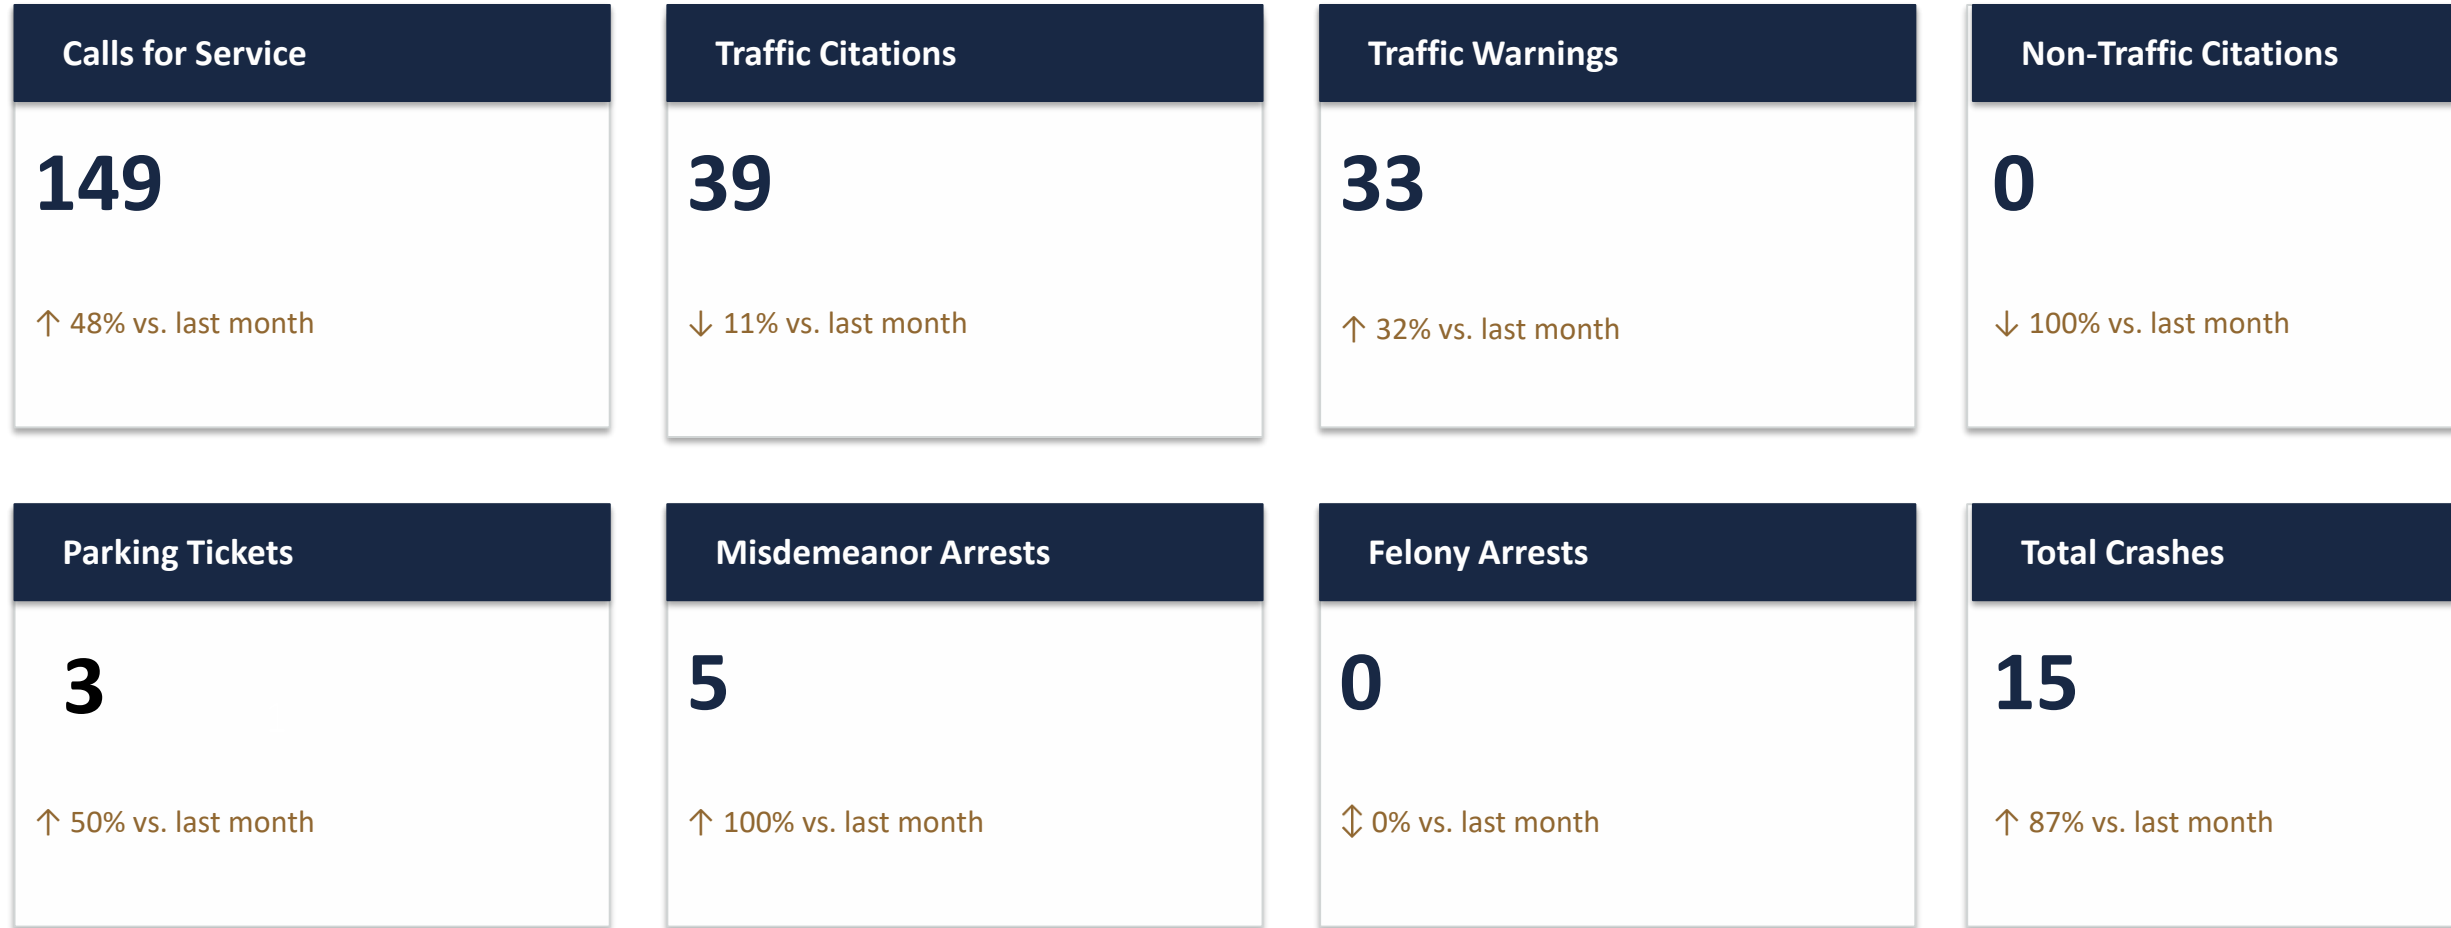 Calls for Service
149
↑ 48% vs. last month
Traffic Citations
39
↓ 11% vs. last month
Traffic Warnings
33
↑ 32% vs. last month
Non-Traffic Citations
0
↓ 100% vs. last month
Parking Tickets
3
↑ 50% vs. last month
Misdemeanor Arrests
5
↑ 100% vs. last month
Felony Arrests
0
↕ 0% vs. last month
Total Crashes
15
↑ 87% vs. last month